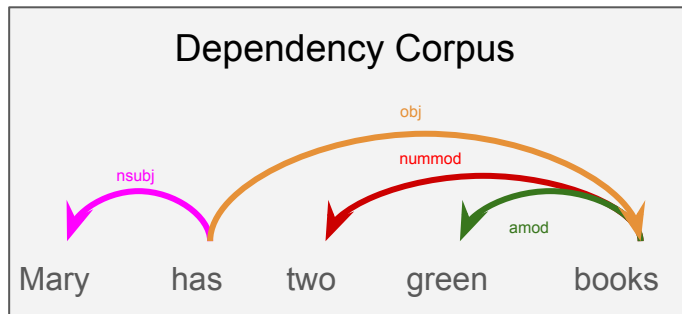 Dependency Corpus
obj
nummod
nsubj
amod
Mary has two green books